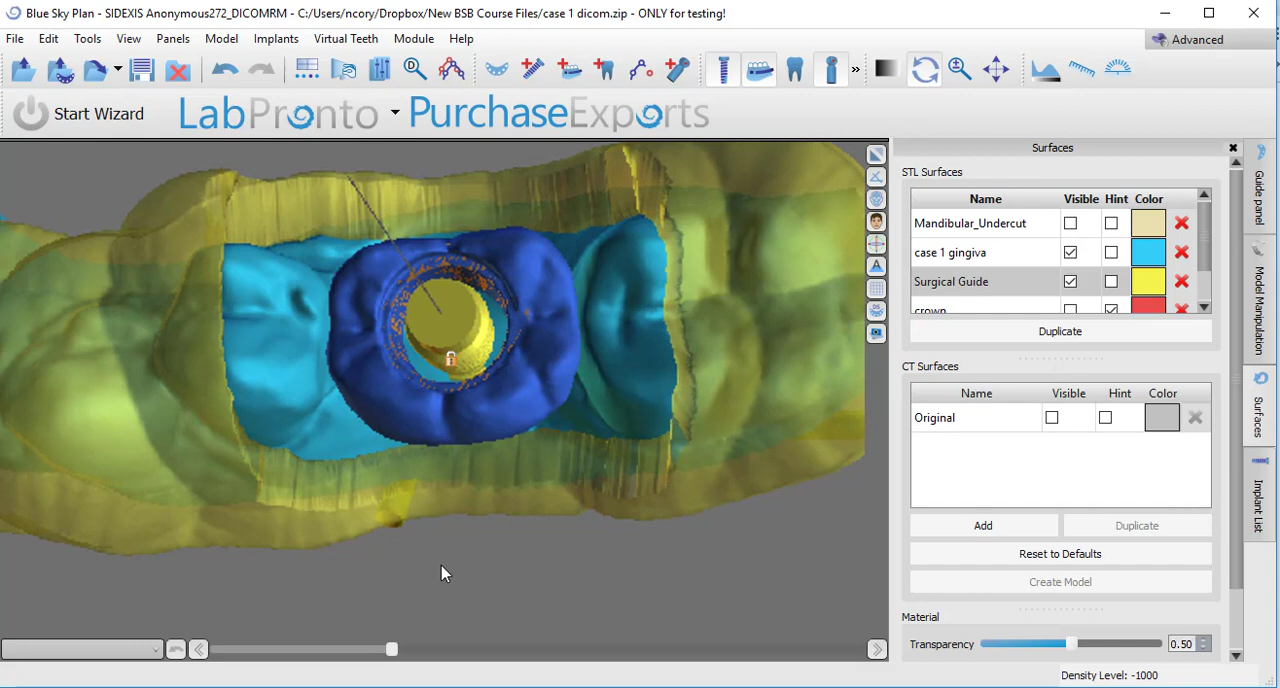 Blue Sky Plan - SIDEXIS Anonymous272_DICOMRM - C:/Users/ncory/Dropbox/New BSB Course Files/case 1 dicom.zip - ONLY for testing!
File Edit Tools View Panels Model Implants Virtual Teeth Module Help
Advanced
Start Wizard LabPronto PurchaseExports
Surfaces
STL Surfaces
Name Visible Hint Color
Mandibular_Undercut
case 1 gingiva
Surgical Guide
crown
Duplicate
CT Surfaces
Name Visible Hint Color
Original
Add Duplicate
Reset to Defaults
Create Model
Material
Transparency 0.50
Density Level: -1000
Guide panel
Model Manipulation
Surfaces
Implant List